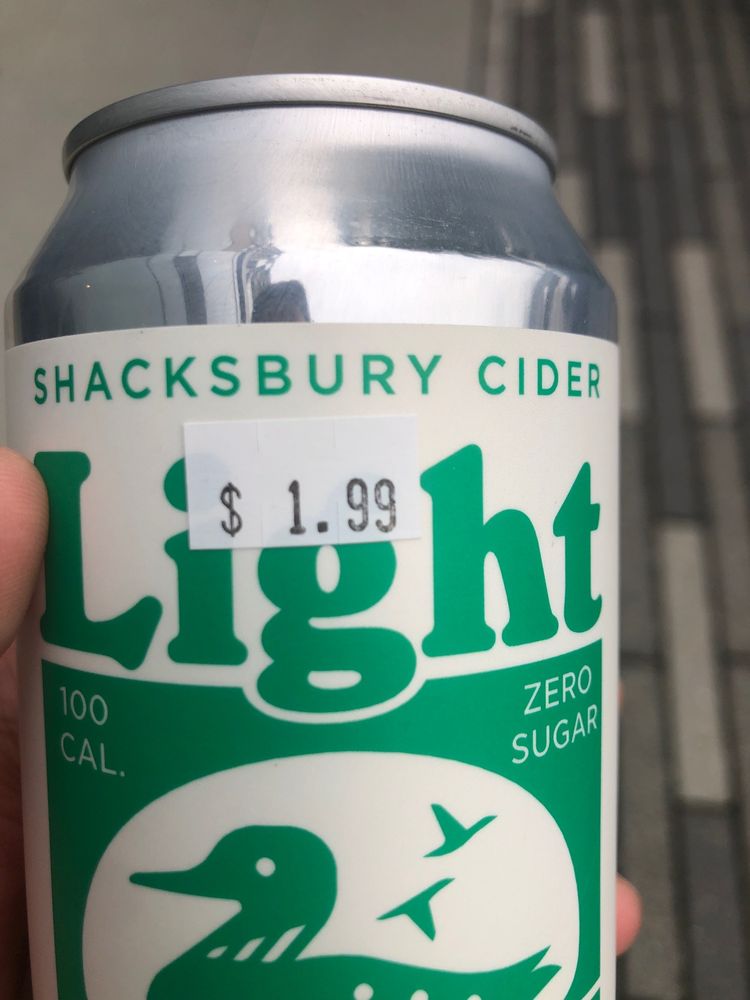 SHACKSBURY CIDER
$ 1.99
Light
100
CAL.
ZERO
SUGAR